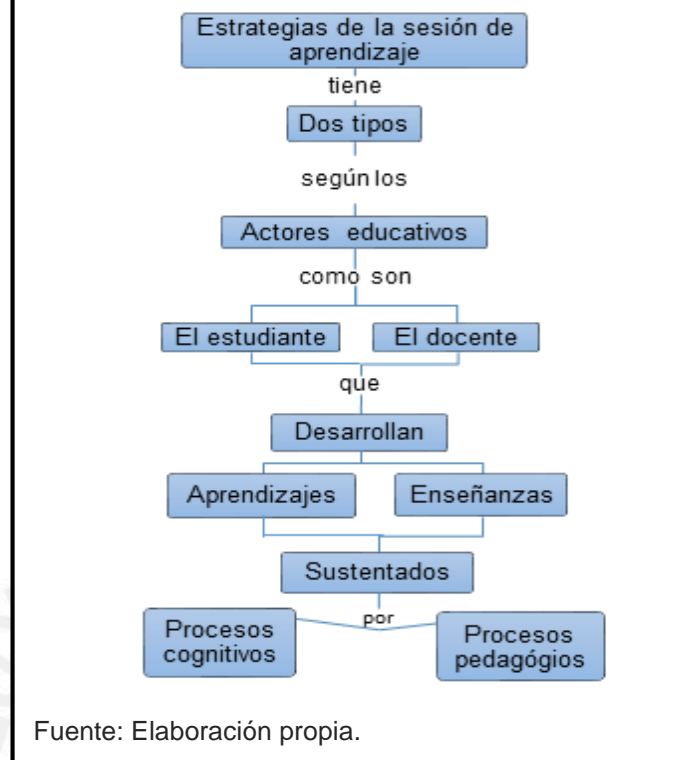 Estrategias de la sesión de
aprendizaje
tiene
Dos tipos
según los
Actores educativos
como son
El estudiante
El docente
que
Desarrollan
Aprendizajes
Enseñanzas
Sustentados
por
Procesos
cognitivos
Procesos
pedagógios
Fuente: Elaboración propia.